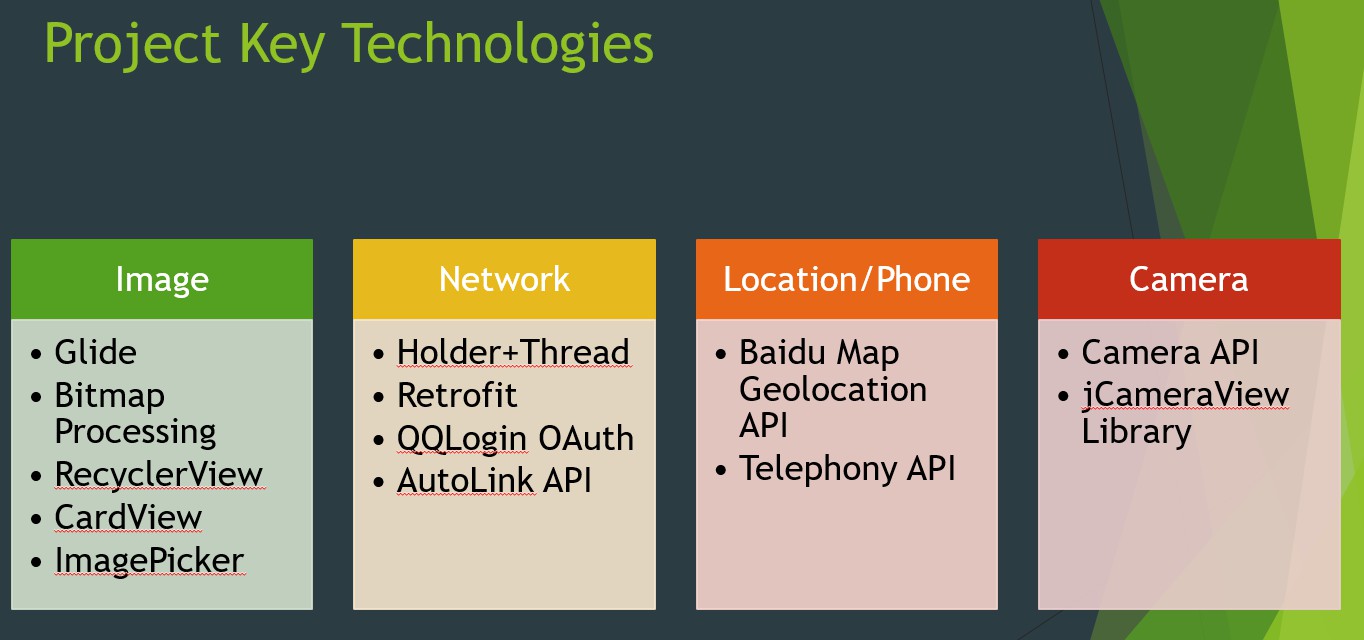 Project Key Technologies
Image
• Glide
• Bitmap
Processing
• RecyclerView
• CardView
• ImagePicker
Network
• Holder+Thread
• Retrofit
• QQLogin OAuth
• AutoLink API
Location/Phone
• Baidu Map
Geolocation
API
• Telephony API
Camera
• Camera API
• jCameraView
Library